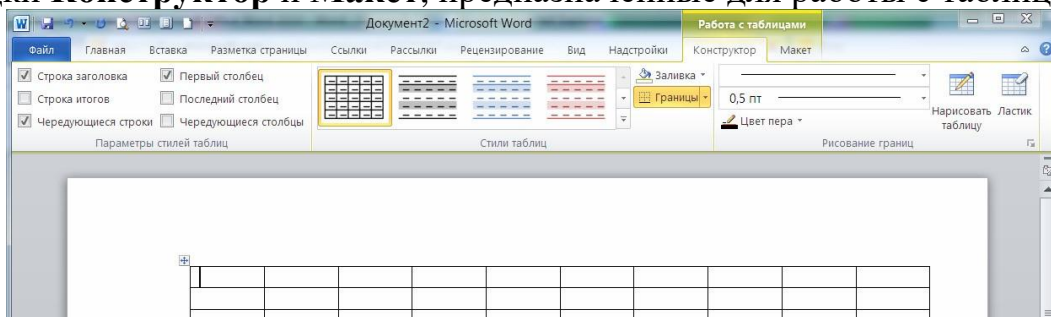 дки Конструктор и Макет, предназначенные для работы с таблиц
Документ2 - Microsoft Word
Работа с таблицами
Файл Главная Вставка Разметка страницы Ссылки Рассылки Рецензирование Вид Надстройки Конструктор Макет
Строка заголовка Первый столбец
Строка итогов Последний столбец
Чередующиеся строки Чередующиеся столбцы
Параметры стилей таблиц
Стили таблиц
Заливка
Границы
0,5 пт
Цвет пера
Нарисовать таблицу
Ластик
Рисование границ